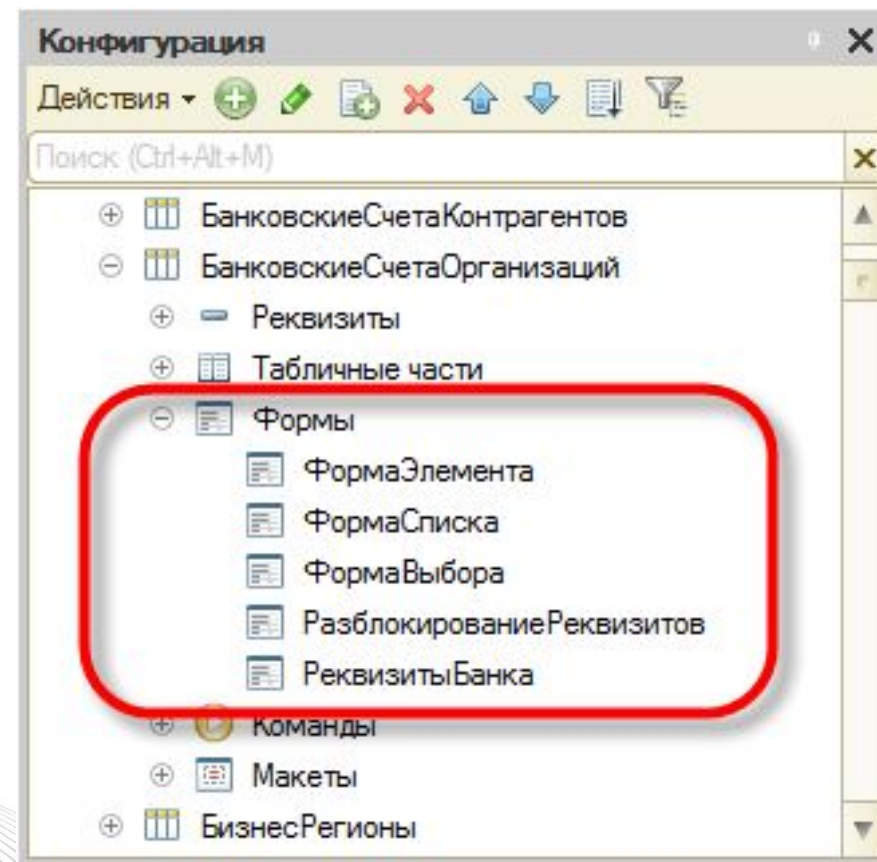 Конфигурация
Действия
Поиск (Ctrl+Alt+M)
БанковскиеСчетаКонтрагентов
БанковскиеСчетаОрганизаций
Реквизиты
Табличные части
Формы
ФормаЭлемента
ФормаСписка
ФормаВыбора
РазблокированиеРеквизитов
РеквизитыБанка
Команды
Макеты
БизнесРегионы